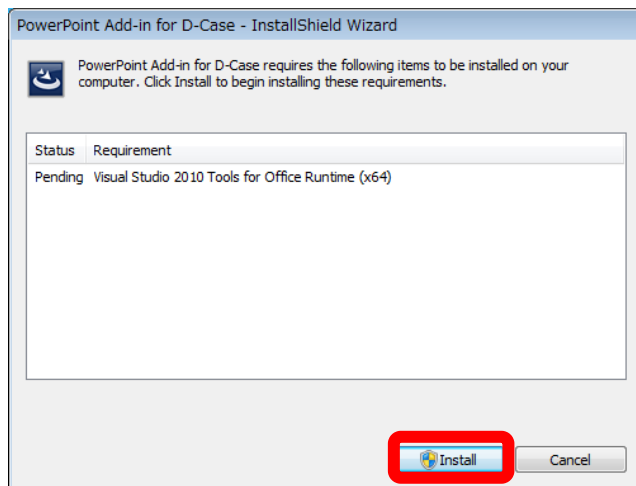 PowerPoint Add-in for D-Case - InstallShield Wizard
PowerPoint Add-in for D-Case requires the following items to be installed on your
computer. Click Install to begin installing these requirements.
Status Requirement
Pending Visual Studio 2010 Tools for Office Runtime (x64)
Install Cancel